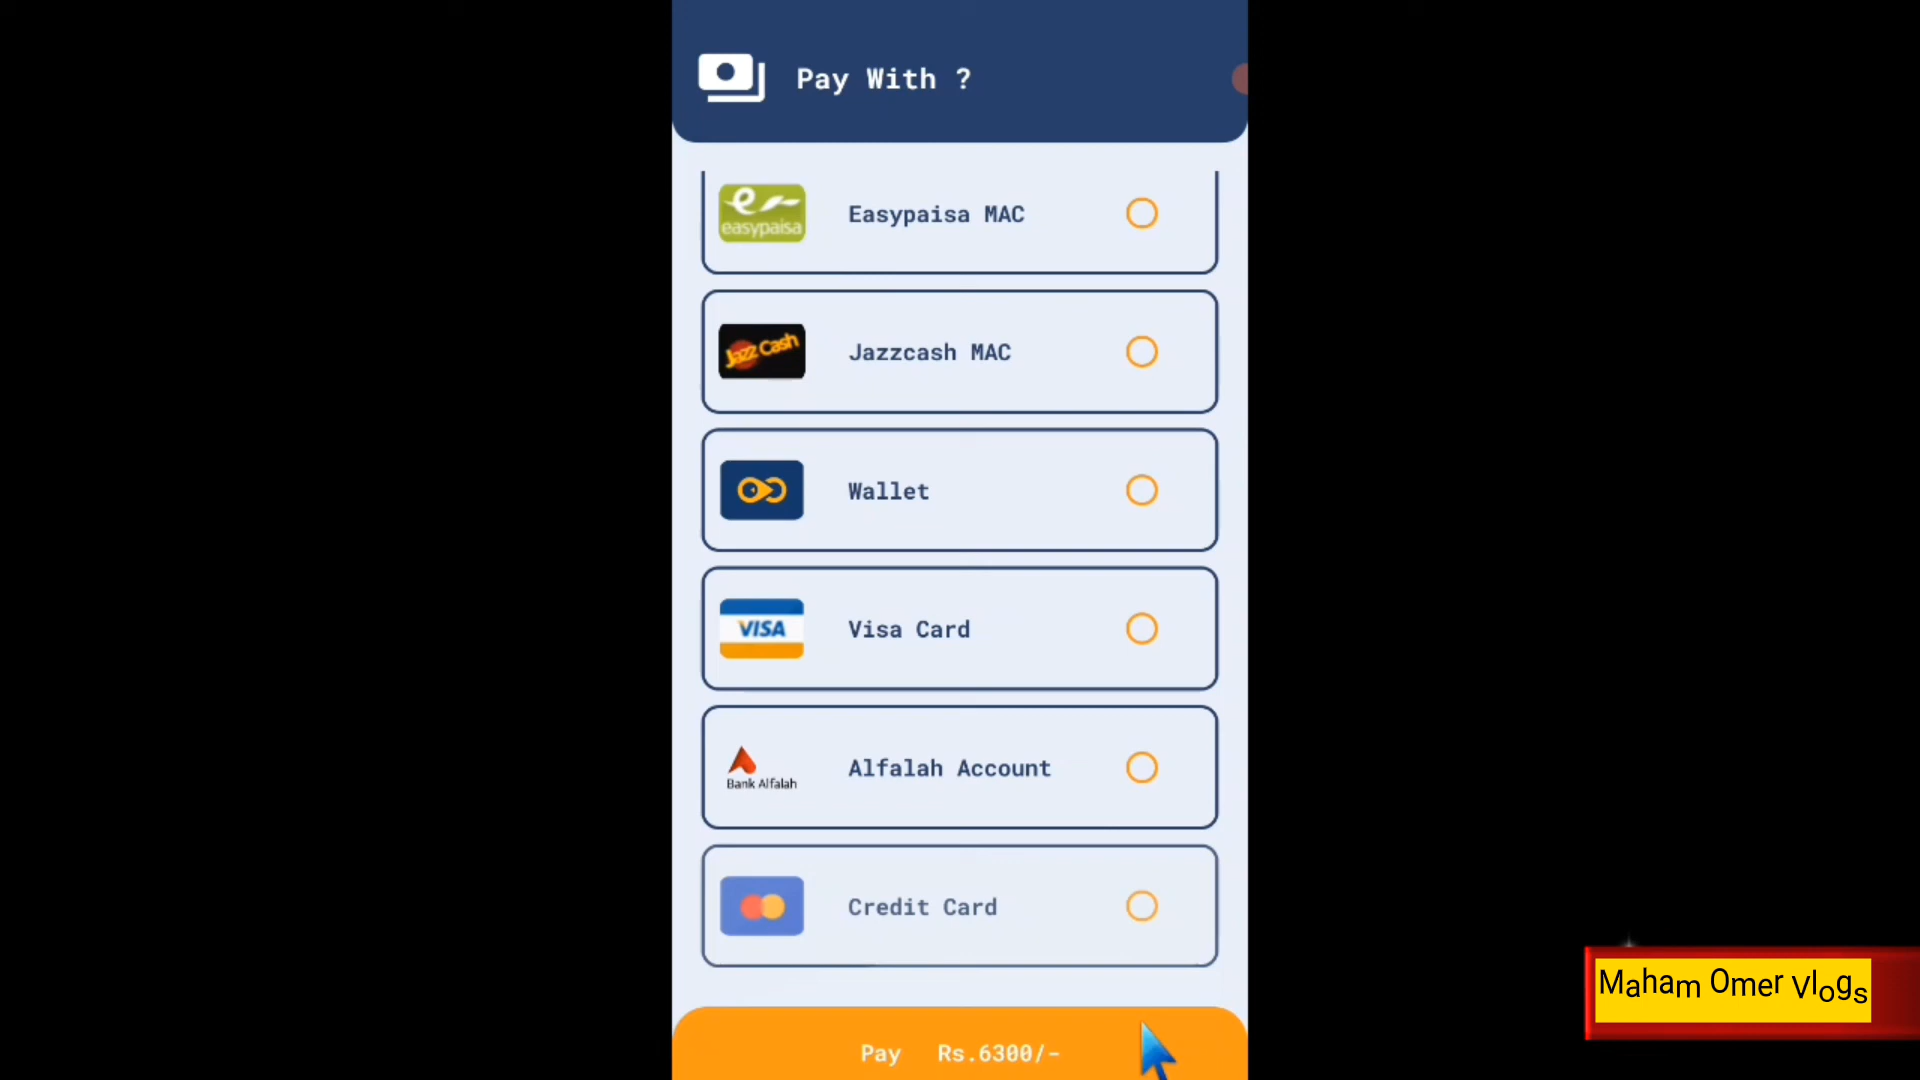 Pay With ?
easypaisa
Easypaisa MAC
Jazz Cash
Jazzcash MAC
Wallet
VISA
Visa Card
Bank Alfalah
Alfalah Account
Credit Card
Pay Rs.6300/-
Maham Omer Vlogs